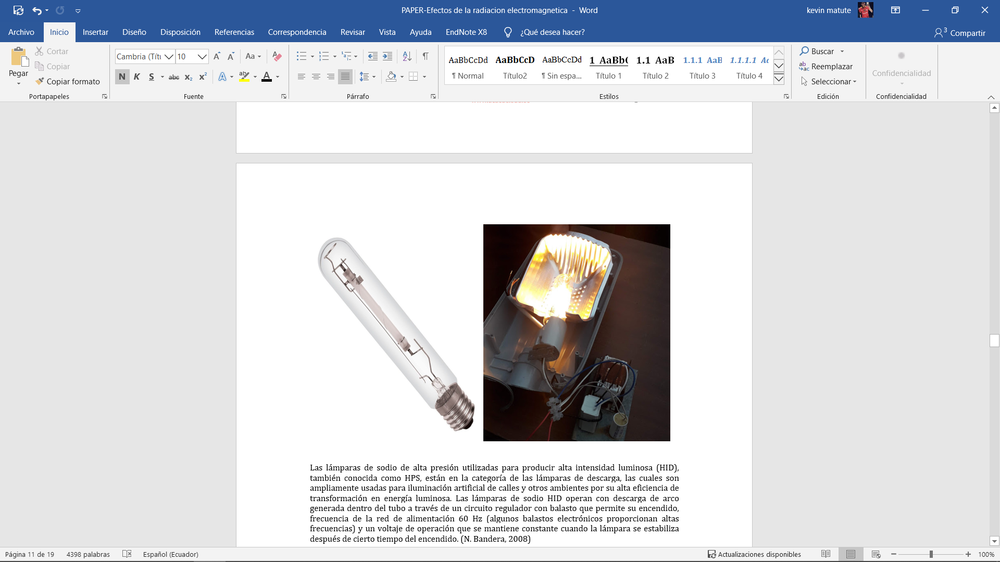 PAPER-Efectos de la radiacion electromagnetica - Word
kevin matute
Archivo Inicio Insertar Diseño Disposición Referencias Correspondencia Revisar Vista Ayuda EndNote X8 ¿Qué desea hacer? 3 Compartir
Pegar
Cortar
Copiar
Copiar formato
Portapapeles
Cambria (Títu 10 Aa
N K S abc x₂ x² A A
Fuente
Párrafo
AaBbCcDd AaBbCcD AaBbCcDd 1 AaBbC 1.1 AaB 1.1.1 AaB 1.1.1.1 Aa
¶ Normal Título2 ¶ Sin espa... Título 1 Título 2 Título 3 Título 4
Estilos
Buscar
Reemplazar
Seleccionar
Edición
Confidencialidad
Confidencialidad
Las lámparas de sodio de alta presión utilizadas para producir alta intensidad luminosa (HID),
también conocida como HPS, están en la categoría de las lámparas de descarga, las cuales son
ampliamente usadas para iluminación artificial de calles y otros ambientes por su alta eficiencia de
transformación en energía luminosa. Las lámparas de sodio HID operan con descarga de arco
generada dentro del tubo a través de un circuito regulador con balasto que permite su encendido,
frecuencia de la red de alimentación 60 Hz (algunos balastos electrónicos proporcionan altas
frecuencias) y un voltaje de operación que se mantiene constante cuando la lámpara se estabiliza
después de cierto tiempo del encendido. (N. Bandera, 2008)
Página 11 de 19 4398 palabras Español (Ecuador) Actualizaciones disponibles 100%